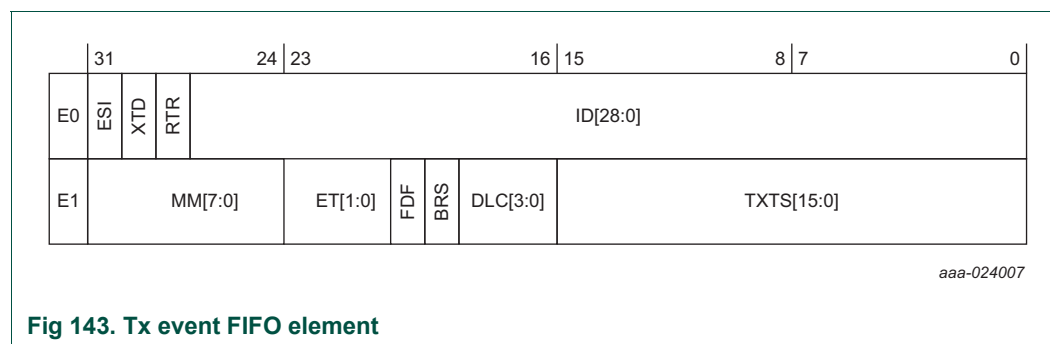 31 24 23 16 15 8 7 0
E0 ESI XTD RTR ID[28:0]
E1 MM[7:0] ET[1:0] FDF BRS DLC[3:0] TXTS[15:0]
aaa-024007
Fig 143. Tx event FIFO element